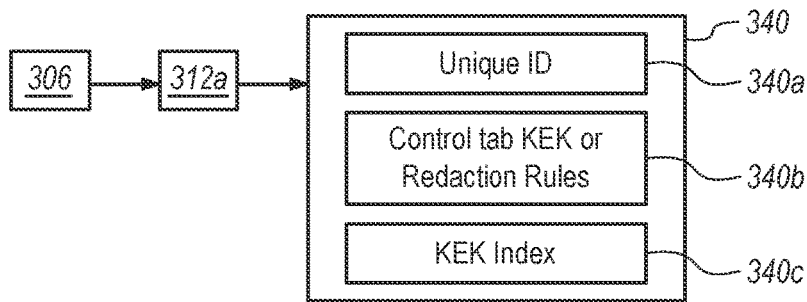 340
Unique ID
306
312a
340a
Control tab KEK or
Redaction Rules
340b
KEK Index
340c